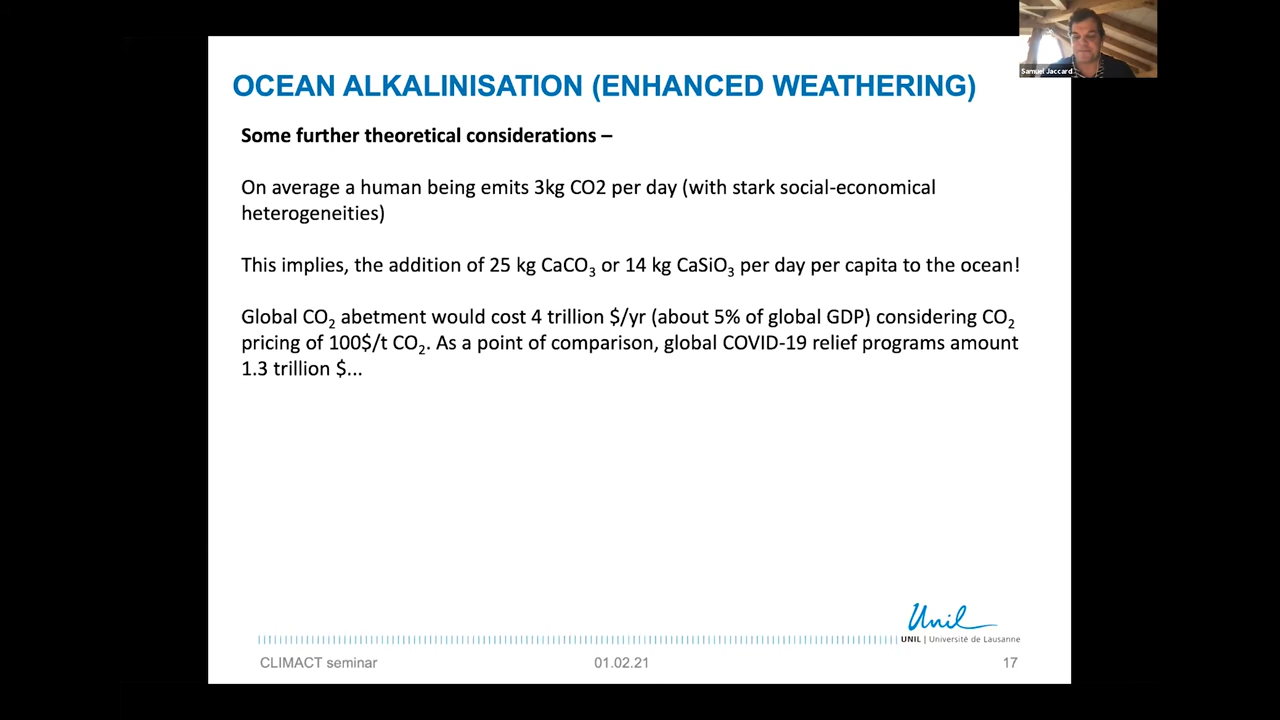 Samuel Jaccard
OCEAN ALKALINISATION (ENHANCED WEATHERING)
Some further theoretical considerations –
On average a human being emits 3kg CO2 per day (with stark social-economical
heterogeneities)
This implies, the addition of 25 kg CaCO₃ or 14 kg CaSiO₃ per day per capita to the ocean!
Global CO₂ abetment would cost 4 trillion $/yr (about 5% of global GDP) considering CO₂
pricing of 100$/t CO₂. As a point of comparison, global COVID-19 relief programs amount
1.3 trillion $...
Unil
UNIL | Université de Lausanne
CLIMACT seminar 01.02.21 17